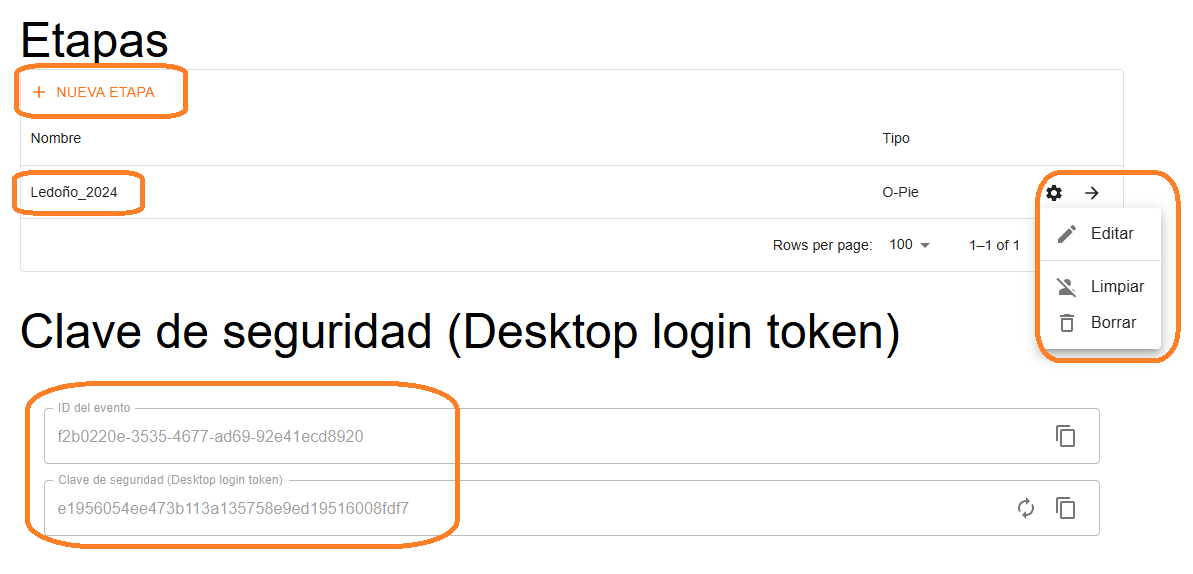 Etapas
NUEVA ETAPA
Nombre Tipo
Ledoño_2024 O-Pie
Editar
Rows per page: 100 1–1 of 1
Limpiar
Borrar
Clave de seguridad (Desktop login token)
ID del evento
f2b0220e-3535-4677-ad69-92e41ecd8920
Clave de seguridad (Desktop login token)
e1956054ee473b113a135758e9ed19516008fdf7